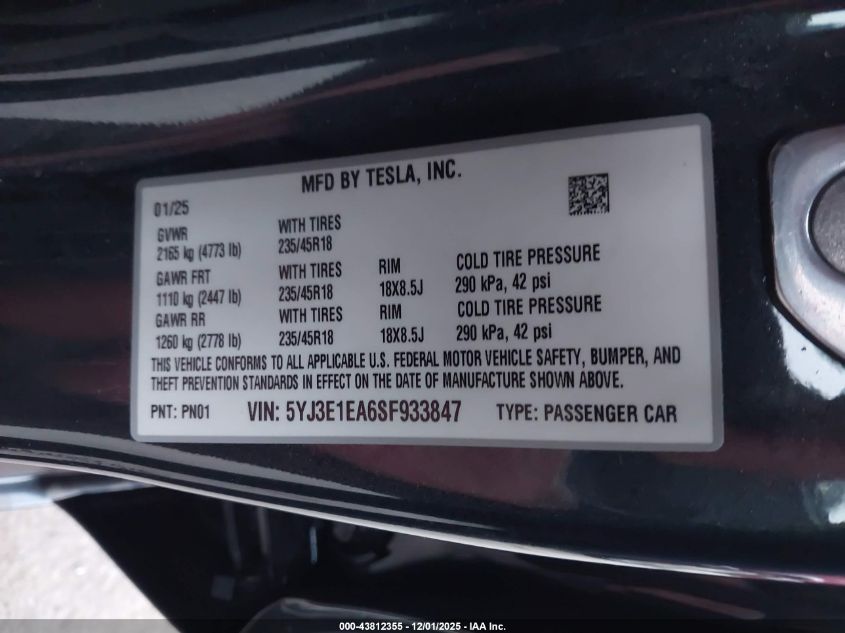 MFD BY TESLA, INC.
01/25
GVWR WITH TIRES
2165 kg (4773 lb) 235/45R18
GAWR FRT WITH TIRES RIM COLD TIRE PRESSURE
1110 kg (2447 lb) 235/45R18 18X8.5J 290 kPa, 42 psi
GAWR RR WITH TIRES RIM COLD TIRE PRESSURE
1260 kg (2778 lb) 235/45R18 18X8.5J 290 kPa, 42 psi
THIS VEHICLE CONFORMS TO ALL APPLICABLE U.S. FEDERAL MOTOR VEHICLE SAFETY, BUMPER, AND
THEFT PREVENTION STANDARDS IN EFFECT ON THE DATE OF MANUFACTURE SHOWN ABOVE.
PNT: PN01 VIN: 5YJ3E1EA6SF933847 TYPE: PASSENGER CAR
000-43812355 - 12/01/2025 - IAA Inc.